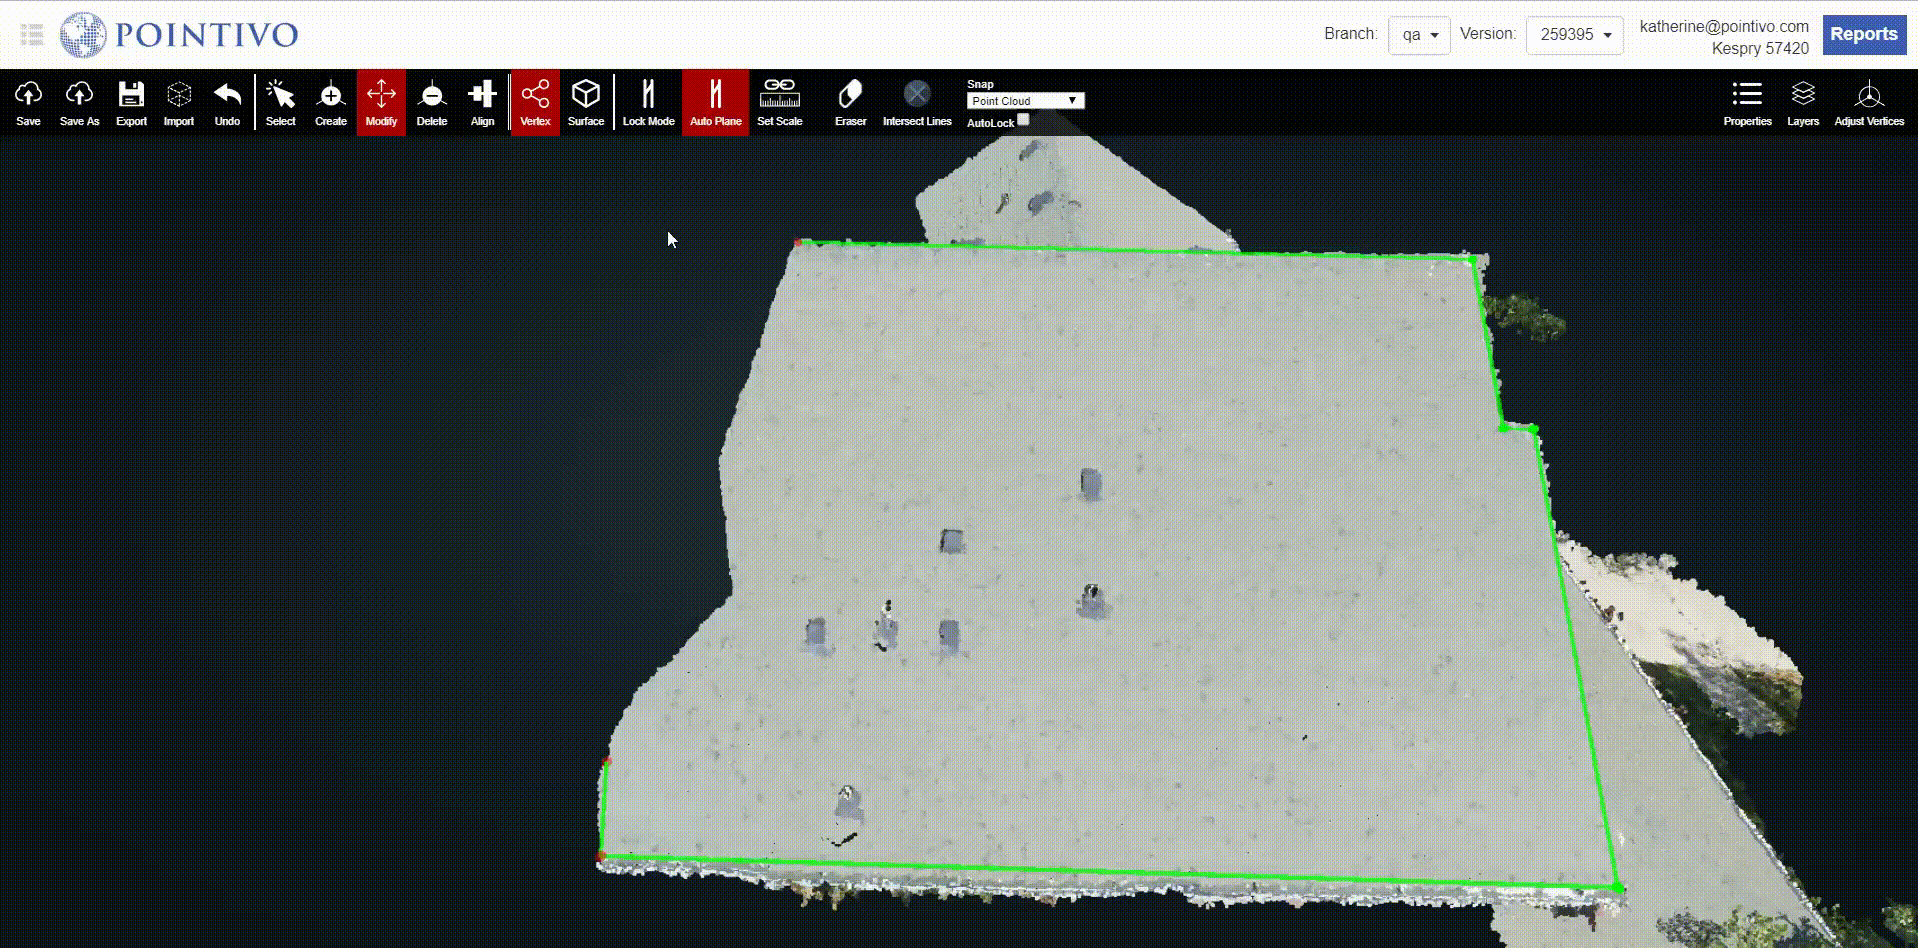 POINTIVO
Branch: qa Version: 259395
katherine@pointivo.com
Kespry 57420
Reports
Save
Save As
Export
Import
Undo
Select
Create
Modify
Delete
Align
Vertex
Surface
Lock Mode
Auto Plane
Set Scale
Eraser
Intersect Lines
Snap
Point Cloud
AutoLock
Properties
Layers
Adjust Vertices